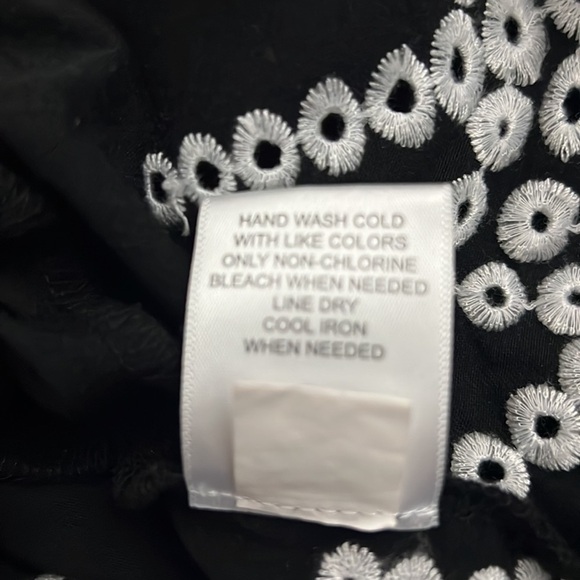 HAND WASH COLD
WITH LIKE COLORS
ONLY NON-CHLORINE
BLEACH WHEN NEEDED
LINE DRY
COOL IRON
WHEN NEEDED